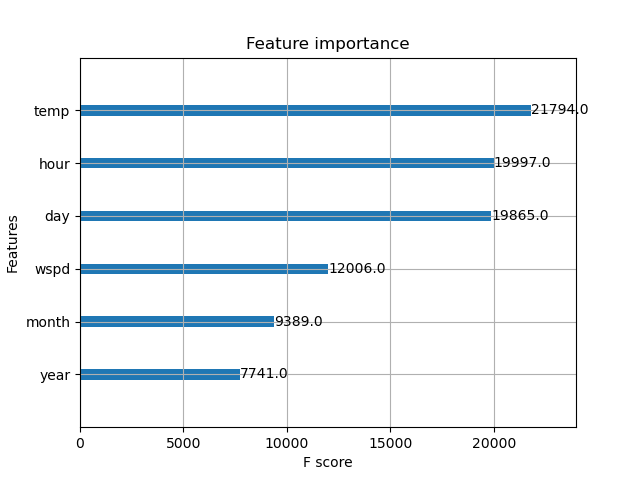 Feature importance
temp 21794.0
hour 19997.0
day 19865.0
wspd 12006.0
month 9389.0
year 7741.0
Features
0 5000 10000 15000 20000
F score